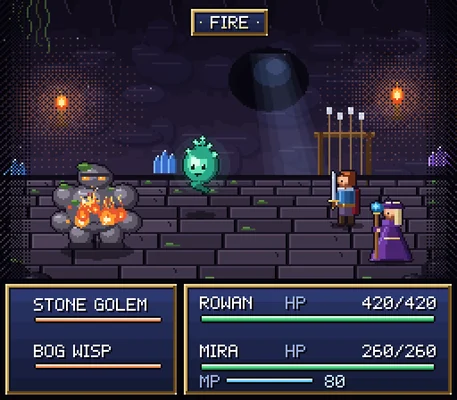 · FIRE ·
STONE GOLEM
BOG WISP
ROWAN HP 420/420
MIRA HP 260/260
MP 80